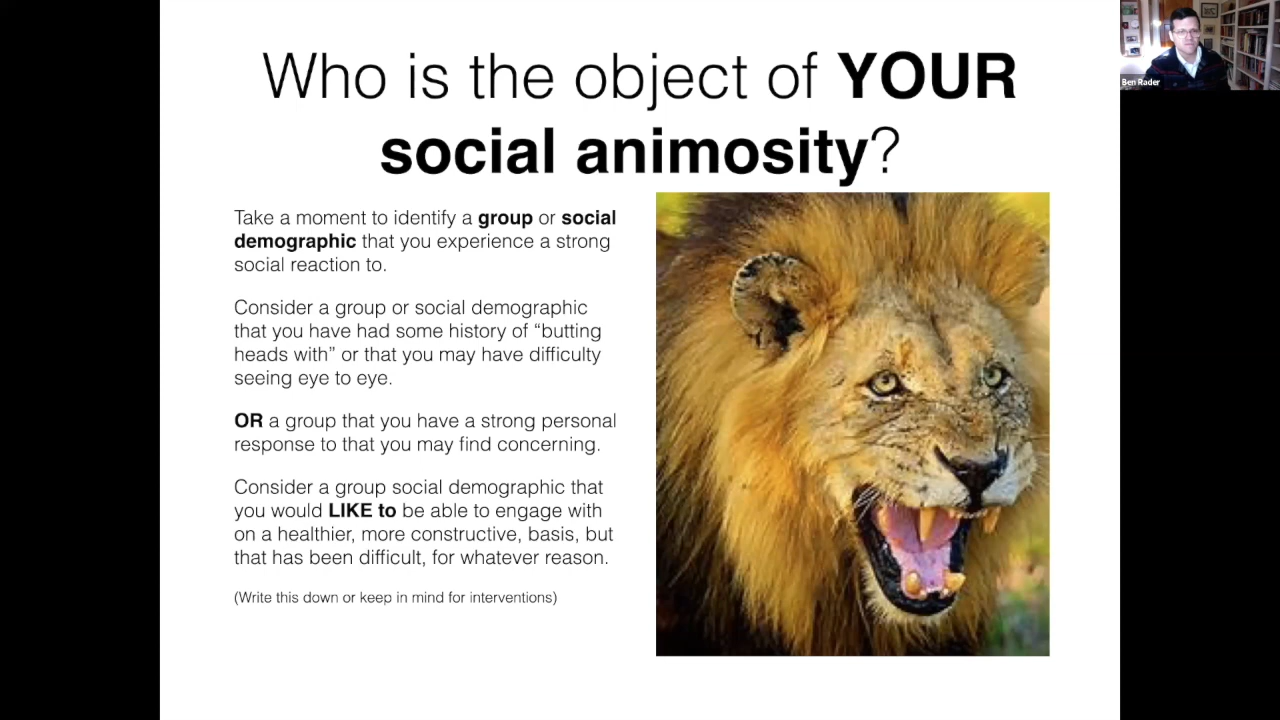 Who is the object of YOUR
social animosity?
Take a moment to identify a group or social
demographic that you experience a strong
social reaction to.
Consider a group or social demographic
that you have had some history of “butting
heads with” or that you may have difficulty
seeing eye to eye.
OR a group that you have a strong personal
response to that you may find concerning.
Consider a group social demographic that
you would LIKE to be able to engage with
on a healthier, more constructive, basis, but
that has been difficult, for whatever reason.
(Write this down or keep in mind for interventions)
Ben Rader